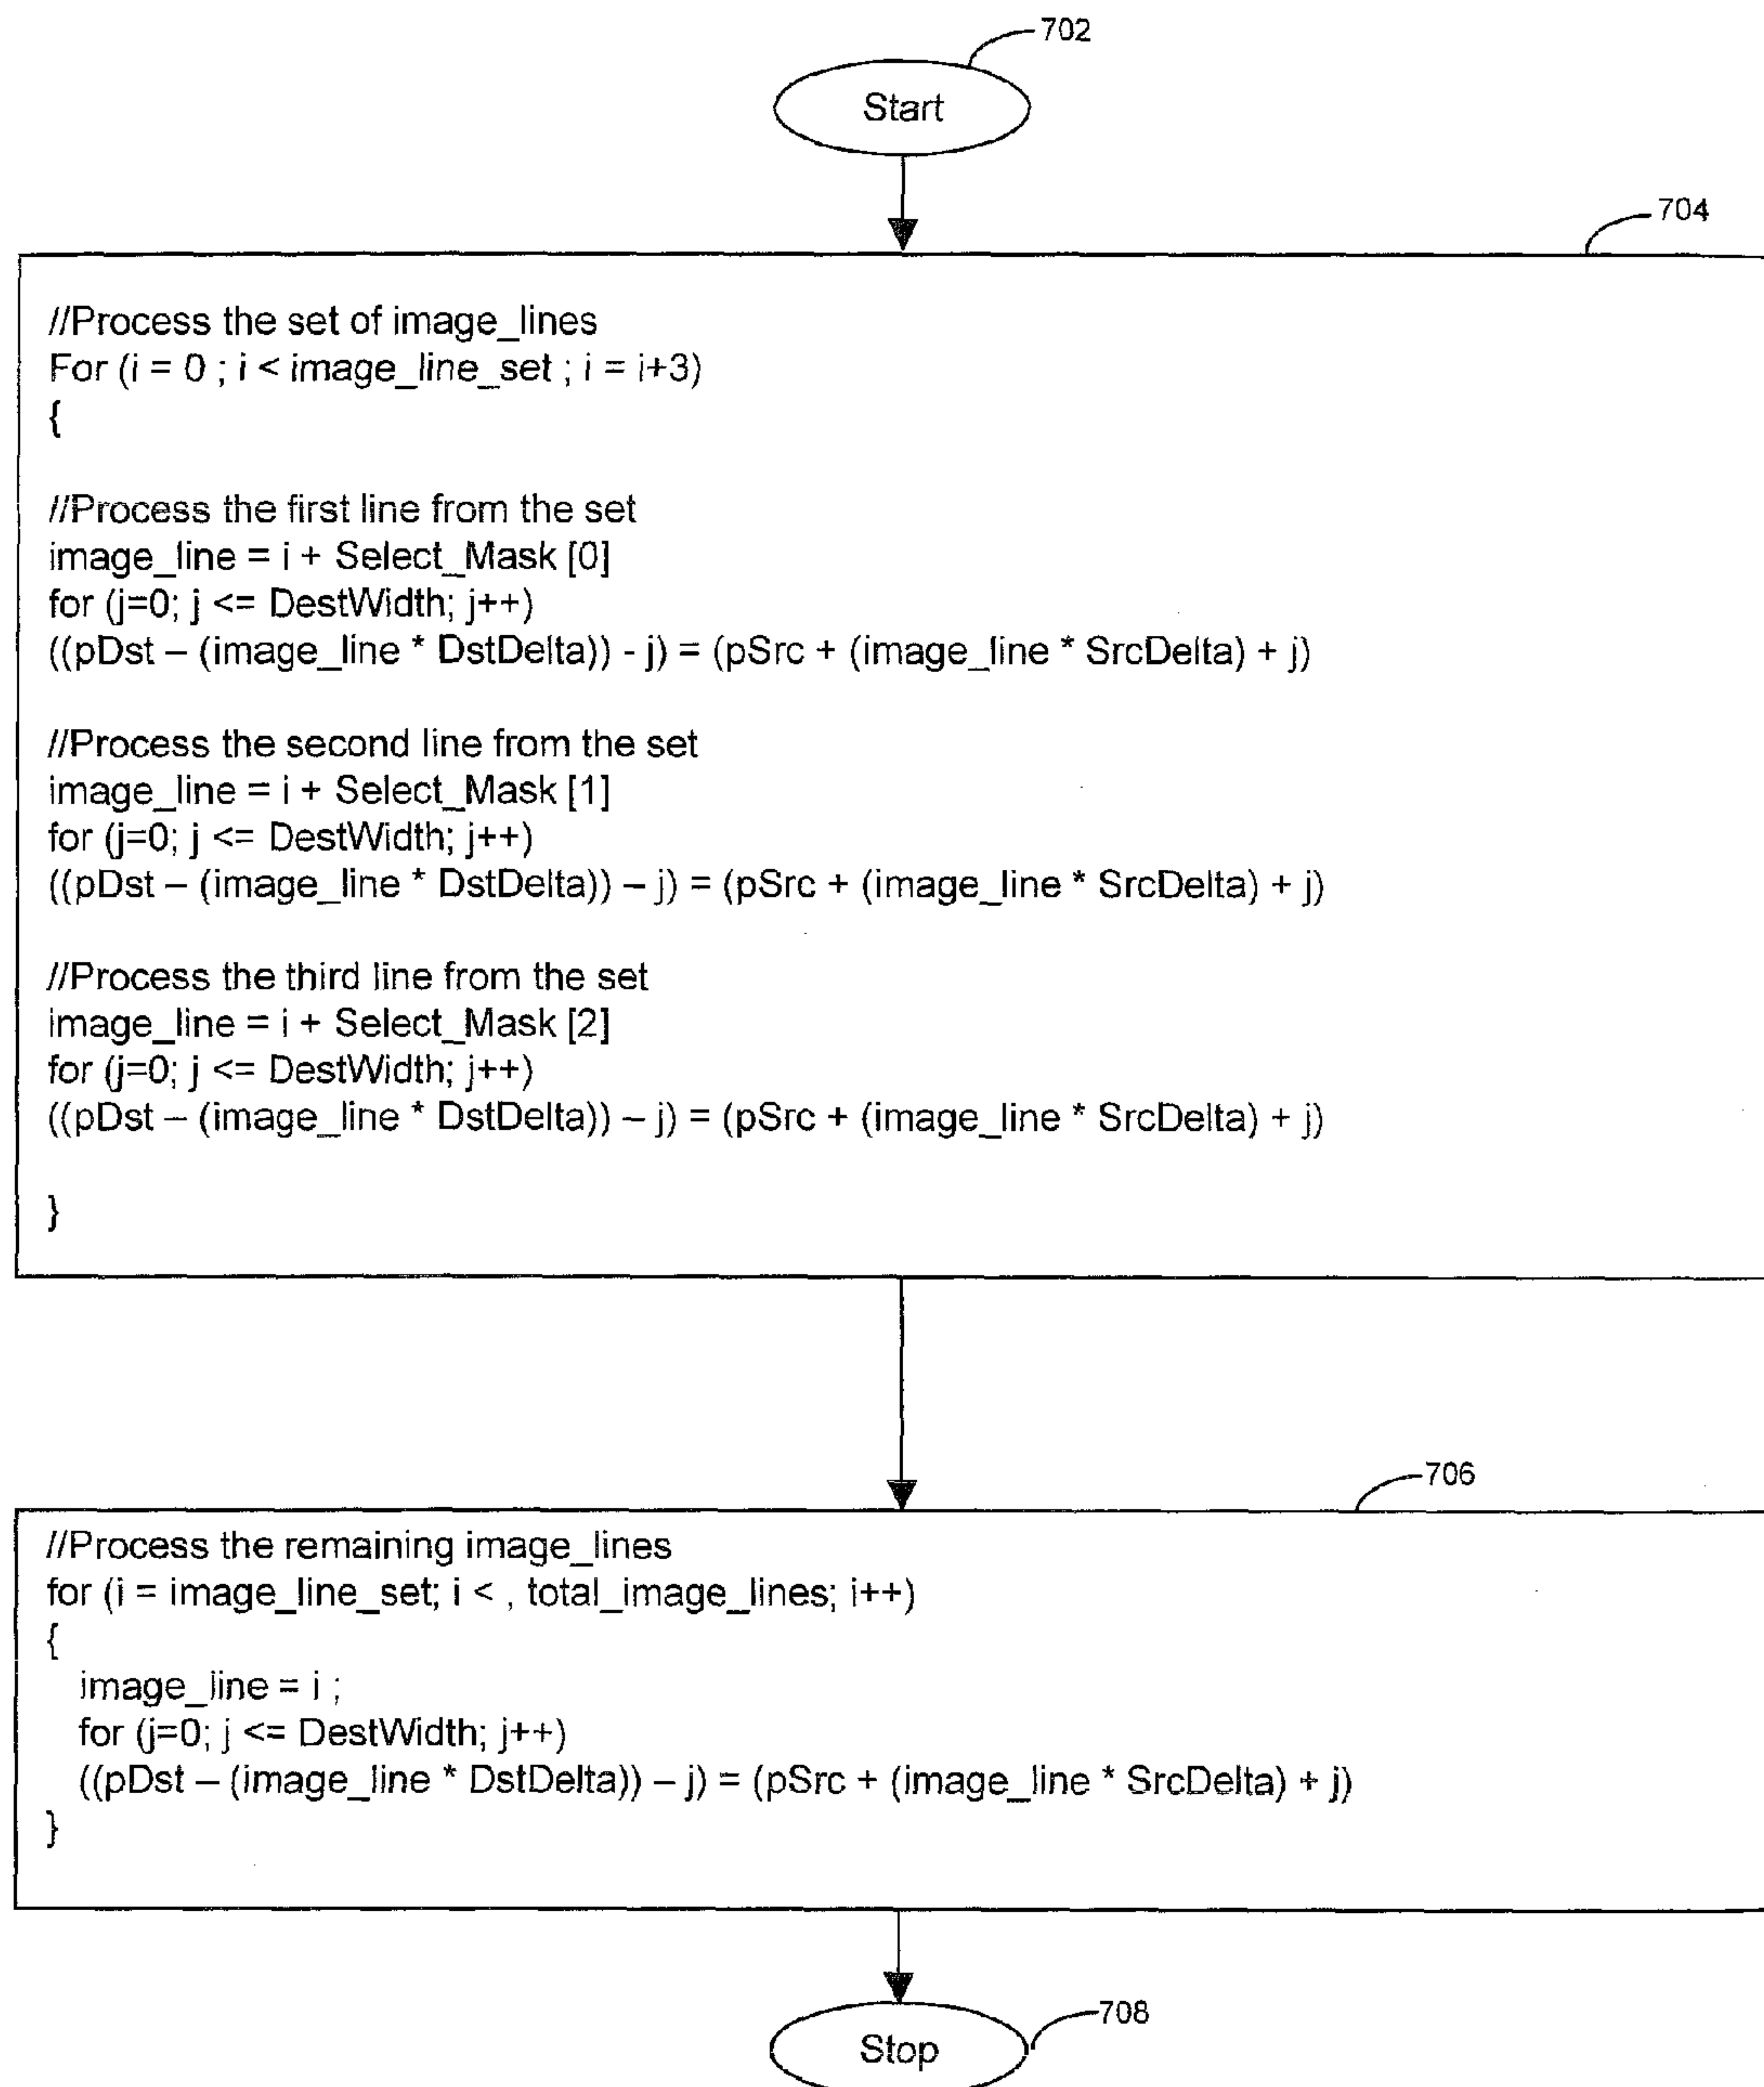 702
Start
704
//Process the set of image_lines
For (i = 0 ; i < image_line_set ; i = i+3)
{
//Process the first line from the set
image_line = i + Select_Mask [0]
for (j=0; j <= DestWidth; j++)
((pDst – (image_line * DstDelta)) - j) = (pSrc + (image_line * SrcDelta) + j)
//Process the second line from the set
image_line = i + Select_Mask [1]
for (j=0; j <= DestWidth; j++)
((pDst – (image_line * DstDelta)) – j) = (pSrc + (image_line * SrcDelta) + j)
//Process the third line from the set
image_line = i + Select_Mask [2]
for (j=0; j <= DestWidth; j++)
((pDst – (image_line * DstDelta)) – j) = (pSrc + (image_line * SrcDelta) + j)
}
706
//Process the remaining image_lines
for (i = image_line_set; i < , total_image_lines; i++)
{
image_line = i ;
for (j=0; j <= DestWidth; j++)
((pDst – (image_line * DstDelta)) – j) = (pSrc + (image_line * SrcDelta) + j)
}
708
Stop